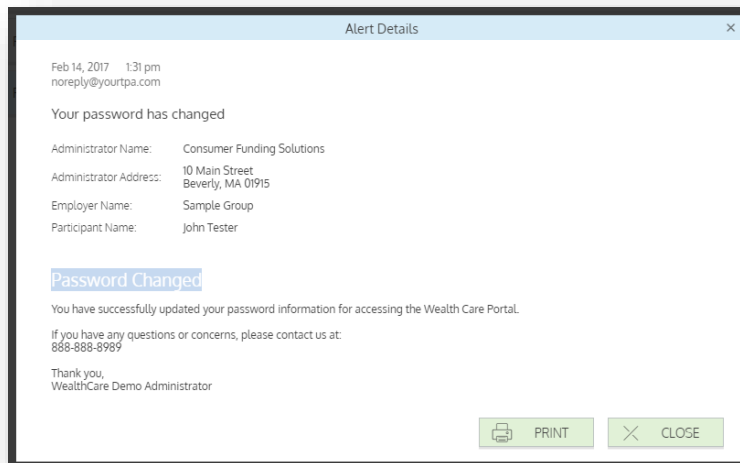 Alert Details
Feb 14, 2017 1:31 pm
noreply@yourtpa.com
Your password has changed
Administrator Name: Consumer Funding Solutions
Administrator Address: 10 Main Street
Beverly, MA 01915
Employer Name: Sample Group
Participant Name: John Tester
Password Changed
You have successfully updated your password information for accessing the Wealth Care Portal.
If you have any questions or concerns, please contact us at:
888-888-8989
Thank you,
WealthCare Demo Administrator
PRINT CLOSE